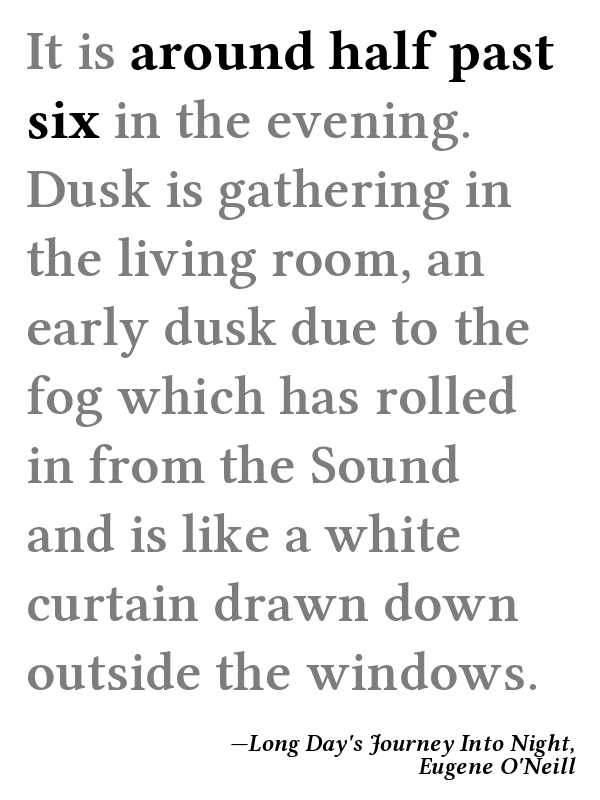 It is around half past
six in the evening.
Dusk is gathering in
the living room, an
early dusk due to the
fog which has rolled
in from the Sound
and is like a white
curtain drawn down
outside the windows.
—Long Day's Journey Into Night,
Eugene O'Neill